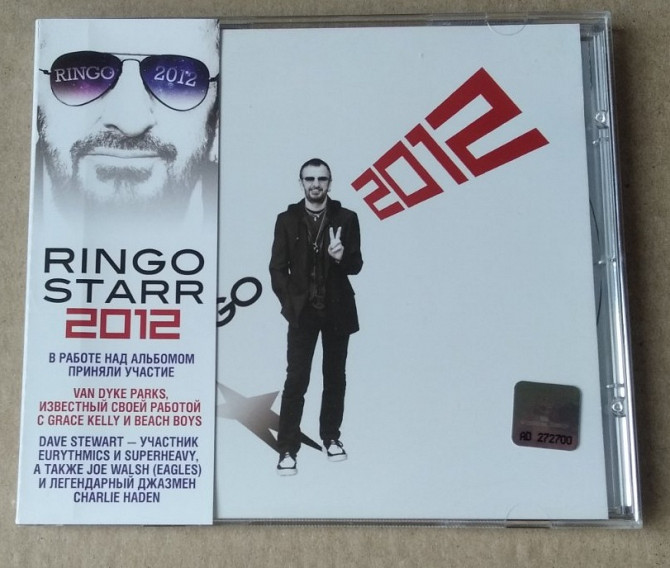 RINGO 2012
RINGO
STARR
2012
В РАБОТЕ НАД АЛЬБОМОМ
ПРИНЯЛИ УЧАСТИЕ
VAN DYKE PARKS,
ИЗВЕСТНЫЙ СВОЕЙ РАБОТОЙ
С GRACE KELLY И BEACH BOYS
DAVE STEWART – УЧАСТНИК
EURYTHMICS И SUPERHEAVY,
А ТАКЖЕ JOE WALSH (EAGLES)
И ЛЕГЕНДАРНЫЙ ДЖАЗМЕН
CHARLIE HADEN
2012
GO
AD 272700